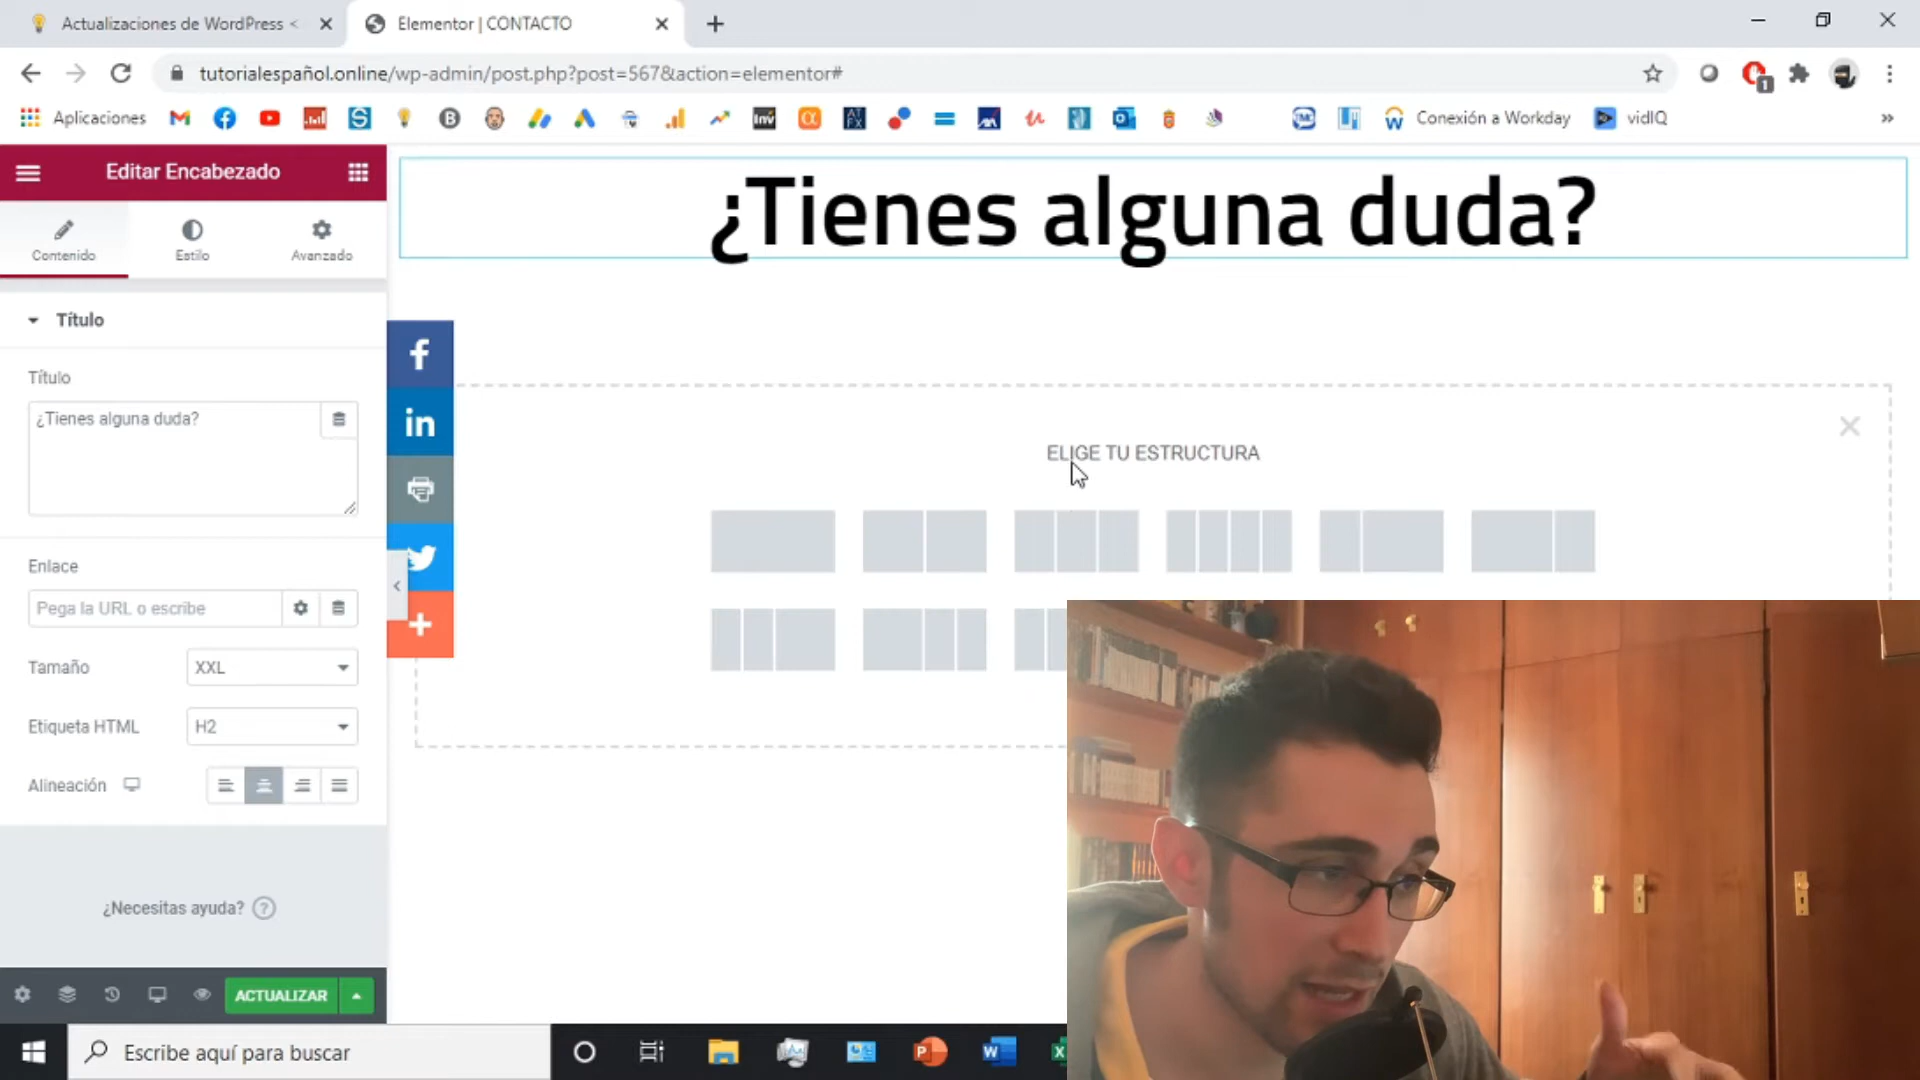 Actualizaciones de WordPress <
Elementor | CONTACTO
tutorialespañol.online/wp-admin/post.php?post=567&action=elementor#
1
Aplicaciones
Conexión a Workday
vidIQ
Editar Encabezado
Contenido
Estilo
Avanzado
Título
Título
¿Tienes alguna duda?
Enlace
Pega la URL o escribe
Tamaño
XXL
Etiqueta HTML
H2
Alineación
¿Necesitas ayuda?
ACTUALIZAR
¿Tienes alguna duda?
ELIGE TU ESTRUCTURA
Escribe aquí para buscar